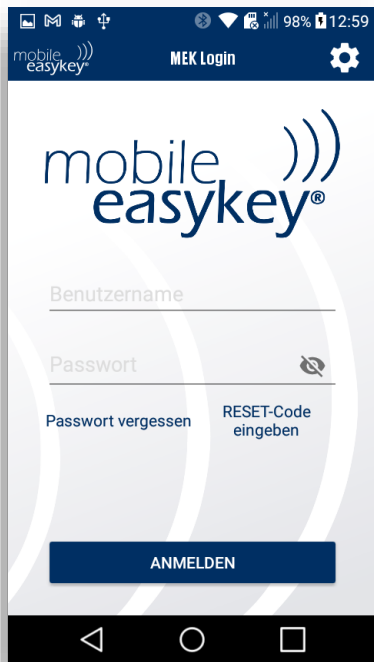 98% 12:59
mobile
easykey®
MEK Login
mobile
easykey®
Benutzername
Passwort
Passwort vergessen
RESET-Code
eingeben
ANMELDEN